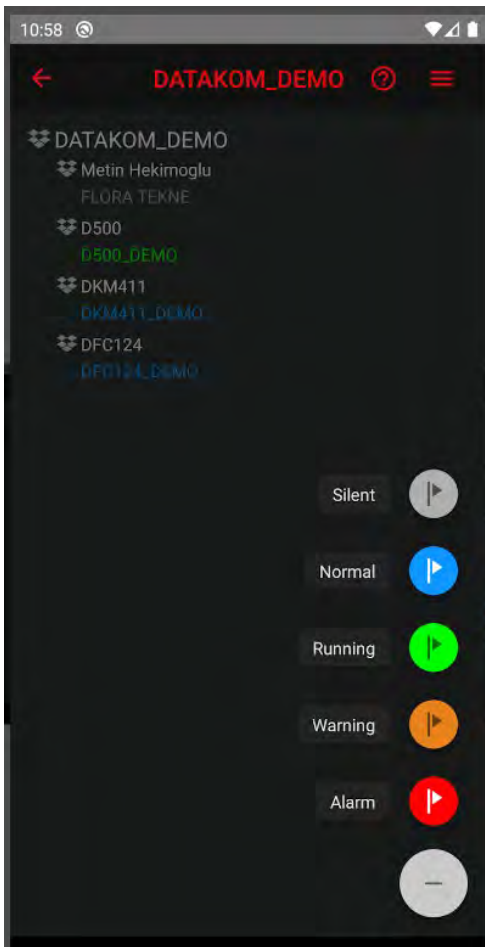 10:58
DATAKOM_DEMO
DATAKOM_DEMO
Metin Hekimoglu
FLORA TEKNE
D500
D500_DEMO
DKM411
DKM411_DEMO
DFC124
DFC124_DEMO
Silent
Normal
Running
Warning
Alarm